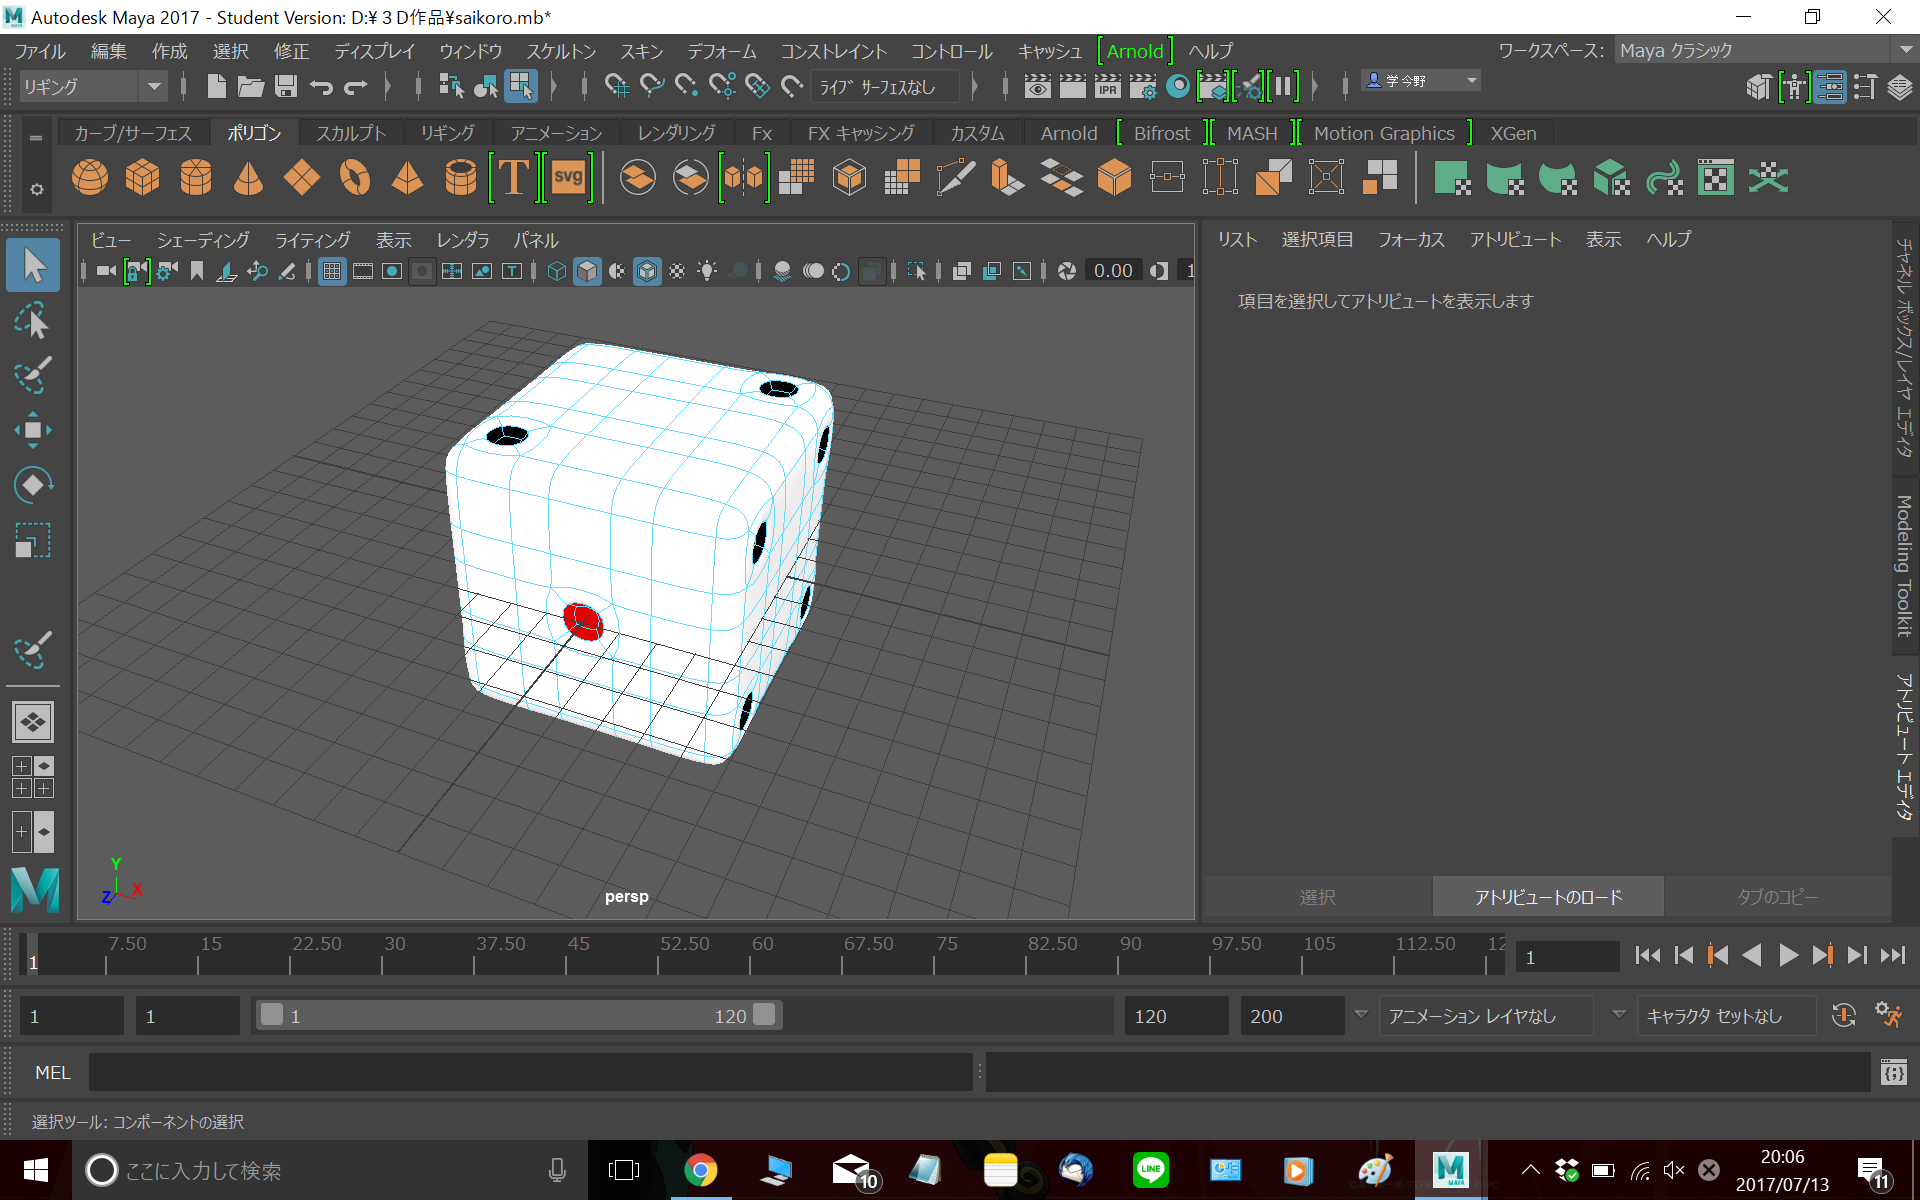 Autodesk Maya 2017 - Student Version: D:¥３D作品¥saikoro.mb*
ファイル 編集 作成 選択 修正 ディスプレイ ウィンドウ スケルトン スキン デフォーム コンストレイント コントロール キャッシュ [Arnold] ヘルプ ワークスペース: Maya クラシック
リギング ライブ サーフェスなし IPR 学 今野
カーブ/サーフェス ポリゴン スカルプト リギング アニメーション レンダリング Fx FX キャッシング カスタム Arnold [ Bifrost ][ MASH ][ Motion Graphics ] XGen
T svg
ビュー シェーディング ライティング 表示 レンダラ パネル
0.00 1
リスト 選択項目 フォーカス アトリビュート 表示 ヘルプ
項目を選択してアトリビュートを表示します
チャネル ボックス/レイヤ エディタ
Modeling Toolkit
アトリビュート エディタ
Y
Z X
persp
選択 アトリビュートのロード タブのコピー
7.50 15 22.50 30 37.50 45 52.50 60 67.50 75 82.50 90 97.50 105 112.50 12
1 1
1 1 1 120 120 200 アニメーション レイヤなし キャラクタ セットなし
MEL
選択ツール: コンポーネントの選択
ここに入力して検索 10 LINE MAYA 20:06
2017/07/13 11